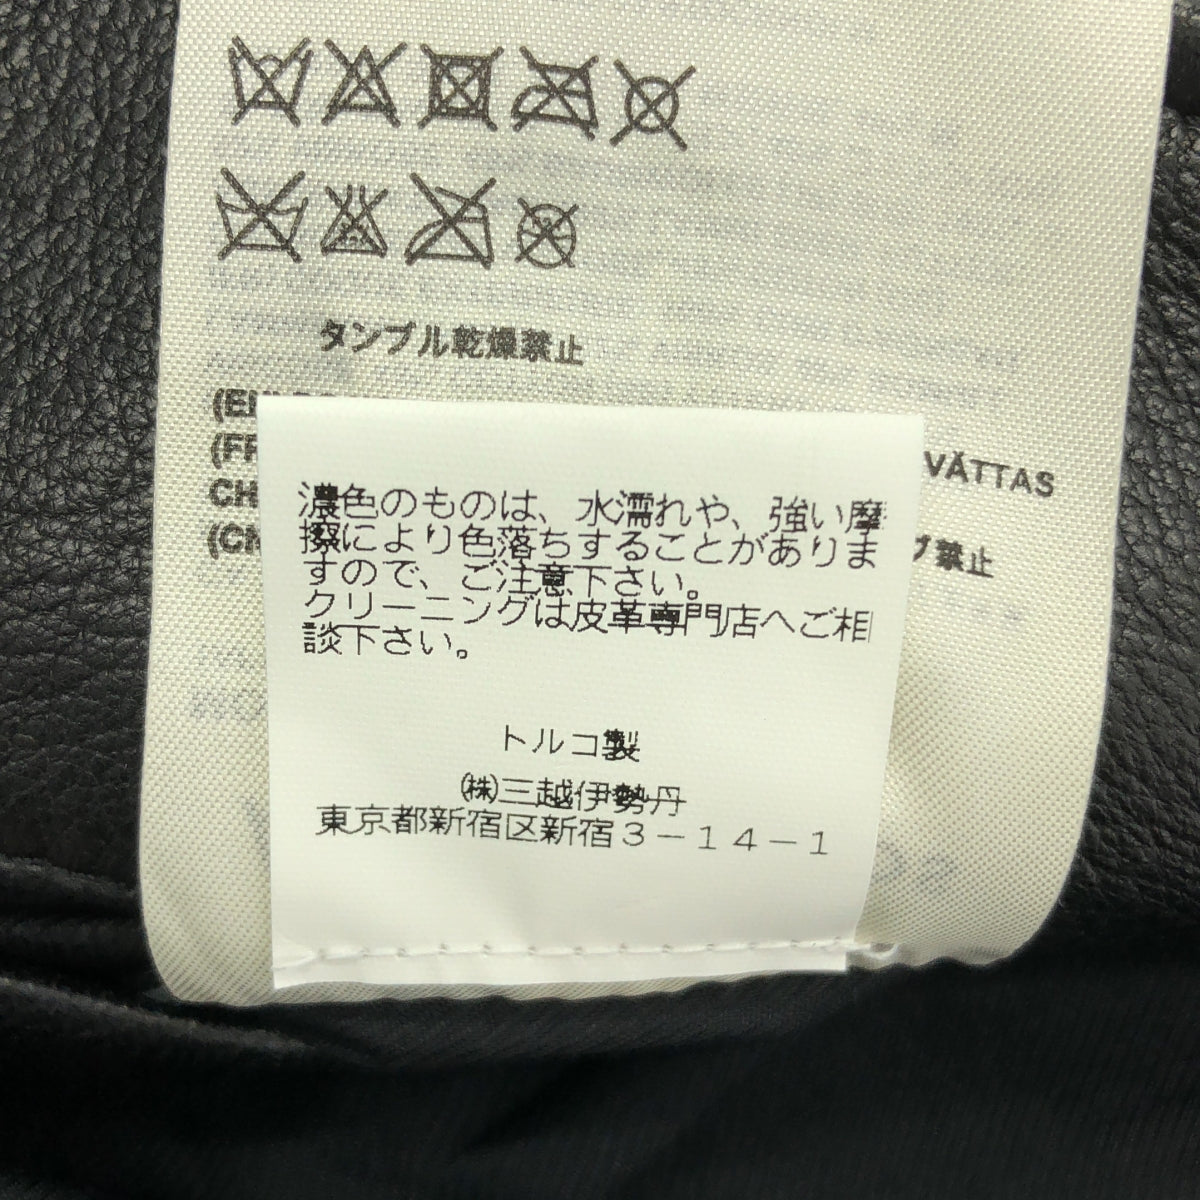 タンブル乾燥禁止
VÄTTAS
禁止
濃色のものは、水濡れや、強い摩
擦により色落ちすることがありま
すので、ご注意下さい。
クリーニングは皮革専門店へご相
談下さい。
トルコ製
㈱三越伊勢丹
東京都新宿区新宿３－１４－１